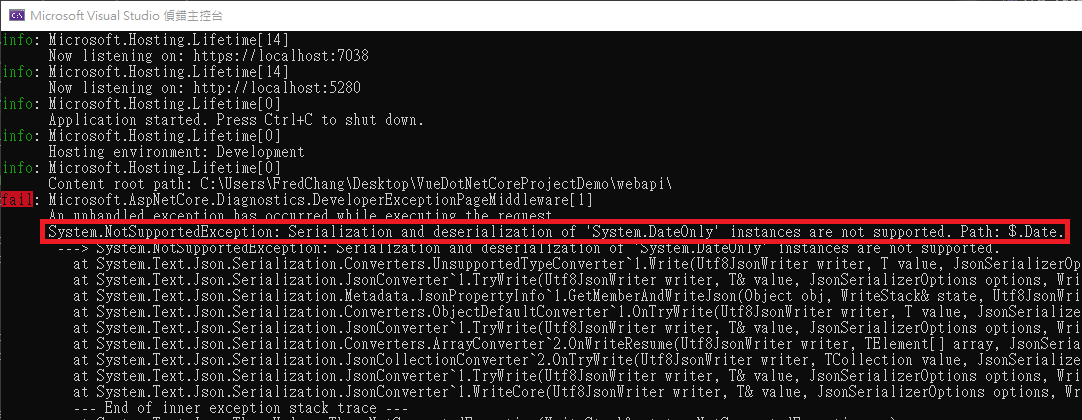 Microsoft Visual Studio 偵錯主控台
info: Microsoft.Hosting.Lifetime[14]
Now listening on: https://localhost:7038
info: Microsoft.Hosting.Lifetime[14]
Now listening on: http://localhost:5280
info: Microsoft.Hosting.Lifetime[0]
Application started. Press Ctrl+C to shut down.
info: Microsoft.Hosting.Lifetime[0]
Hosting environment: Development
info: Microsoft.Hosting.Lifetime[0]
Content root path: C:\Users\FredChang\Desktop\VueDotNetCoreProjectDemo\webapi\
fail: Microsoft.AspNetCore.Diagnostics.DeveloperExceptionPageMiddleware[1]
An unhandled exception has occurred while executing the request
System.NotSupportedException: Serialization and deserialization of 'System.DateOnly' instances are not supported. Path: $.Date.
---> System.NotSupportedException: Serialization and deserialization of 'System.DateOnly' instances are not supported.
at System.Text.Json.Serialization.Converters.UnsupportedTypeConverter`1.Write(Utf8JsonWriter writer, T value, JsonSerializerOp
at System.Text.Json.Serialization.JsonConverter`1.TryWrite(Utf8JsonWriter writer, T& value, JsonSerializerOptions options, Wri
at System.Text.Json.Serialization.Metadata.JsonPropertyInfo`1.GetMemberAndWriteJson(Object obj, WriteStack& state, Utf8JsonWri
at System.Text.Json.Serialization.Converters.ObjectDefaultConverter`1.OnTryWrite(Utf8JsonWriter writer, T value, JsonSerialize
at System.Text.Json.Serialization.JsonConverter`1.TryWrite(Utf8JsonWriter writer, T& value, JsonSerializerOptions options, Wri
at System.Text.Json.Serialization.Converters.ArrayConverter`2.OnWriteResume(Utf8JsonWriter writer, TElement[] array, JsonSeria
at System.Text.Json.Serialization.JsonCollectionConverter`2.OnTryWrite(Utf8JsonWriter writer, TCollection value, JsonSerialize
at System.Text.Json.Serialization.JsonConverter`1.TryWrite(Utf8JsonWriter writer, T& value, JsonSerializerOptions options, Wri
at System.Text.Json.Serialization.JsonConverter`1.WriteCore(Utf8JsonWriter writer, T& value, JsonSerializerOptions options, Wr
--- End of inner exception stack trace ---